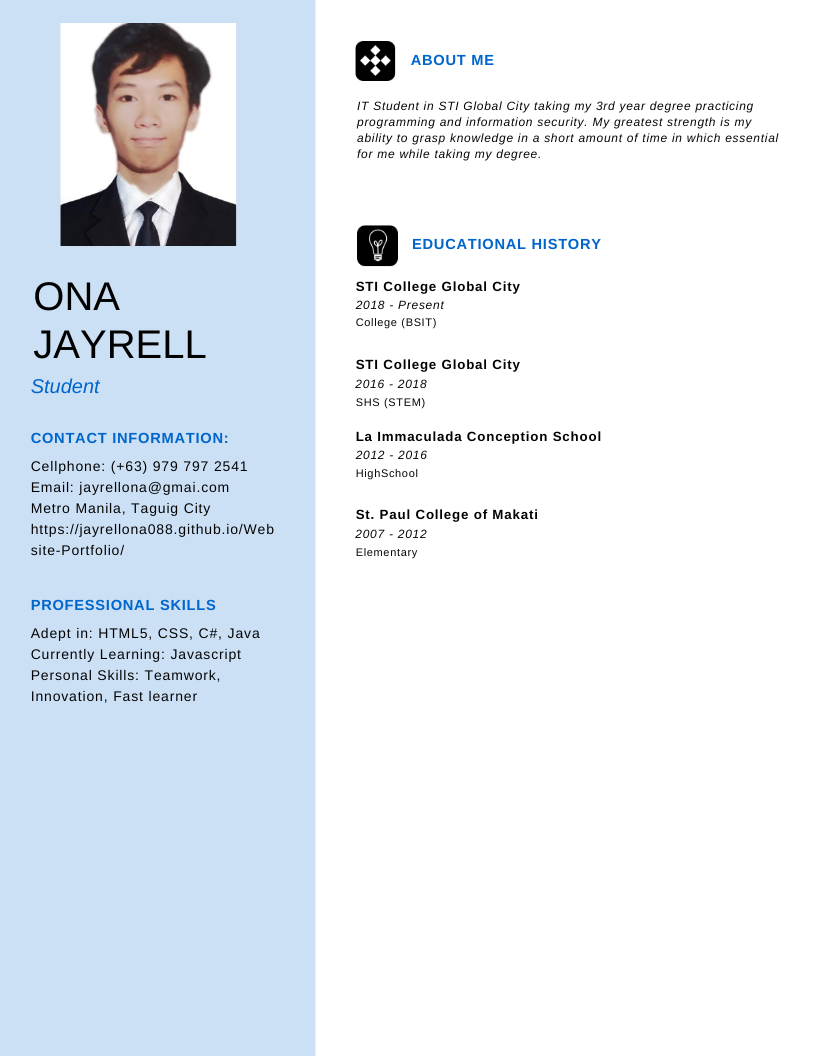 ONA
JAYRELL
Student
CONTACT INFORMATION:
Cellphone: (+63) 979 797 2541
Email: jayrellona@gmai.com
Metro Manila, Taguig City
https://jayrellona088.github.io/Web
site-Portfolio/
PROFESSIONAL SKILLS
Adept in: HTML5, CSS, C#, Java
Currently Learning: Javascript
Personal Skills: Teamwork,
Innovation, Fast learner
ABOUT ME
IT Student in STI Global City taking my 3rd year degree practicing
programming and information security. My greatest strength is my
ability to grasp knowledge in a short amount of time in which essential
for me while taking my degree.
EDUCATIONAL HISTORY
STI College Global City
2018 - Present
College (BSIT)
STI College Global City
2016 - 2018
SHS (STEM)
La Immaculada Conception School
2012 - 2016
HighSchool
St. Paul College of Makati
2007 - 2012
Elementary